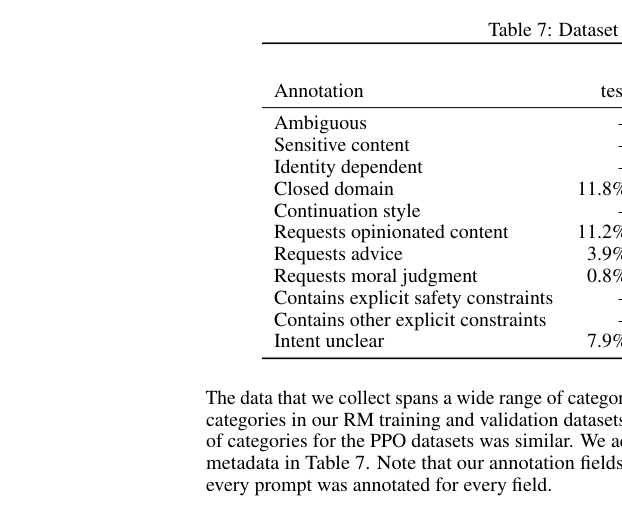 Table 7: Dataset
Annotation
Ambiguous -
Sensitive content -
Identity dependent -
Closed domain 11.8%
Continuation style -
Requests opinionated content 11.2%
Requests advice 3.9%
Requests moral judgment 0.8%
Contains explicit safety constraints -
Contains other explicit constraints -
Intent unclear 7.9%
The data that we collect spans a wide range of
categories in our RM training and validation datasets
of categories for the PPO datasets was similar. We
metadata in Table 7. Note that our annotation fields
every prompt was annotated for every field.